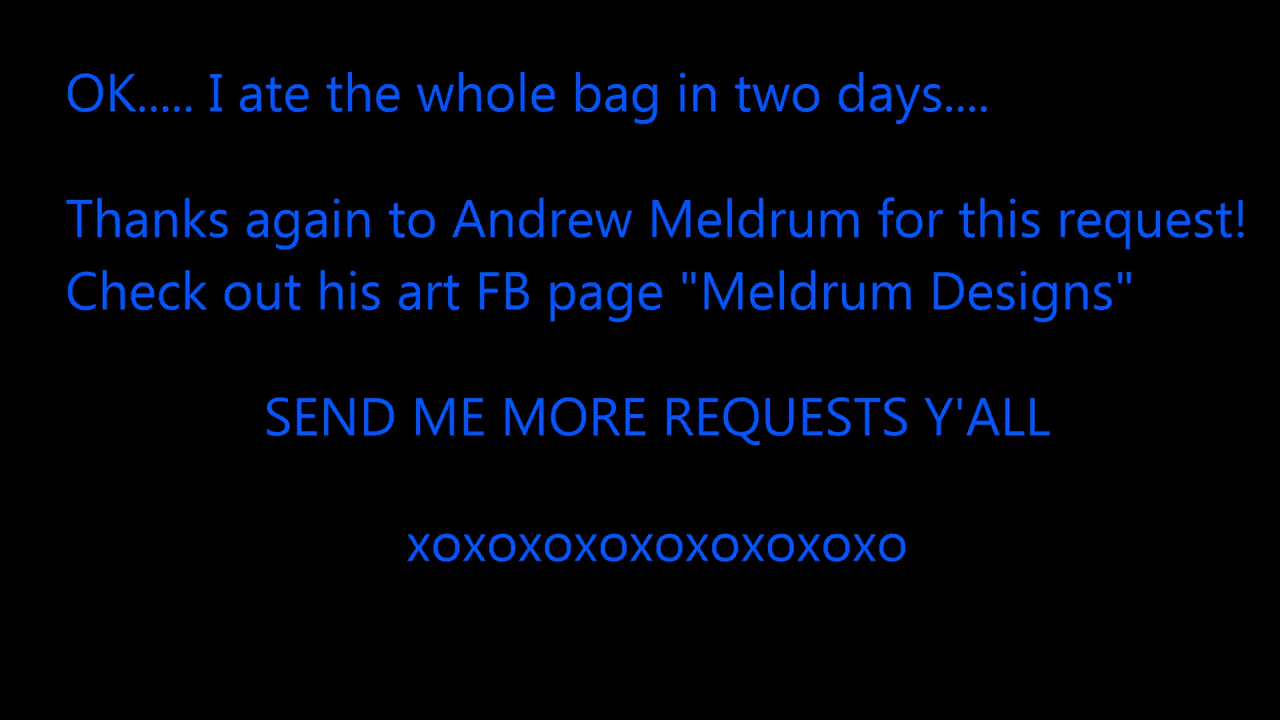 OK..... I ate the whole bag in two days....
Thanks again to Andrew Meldrum for this request!
Check out his art FB page "Meldrum Designs"
SEND ME MORE REQUESTS Y'ALL
xoxoxoxoxoxoxoxoxo